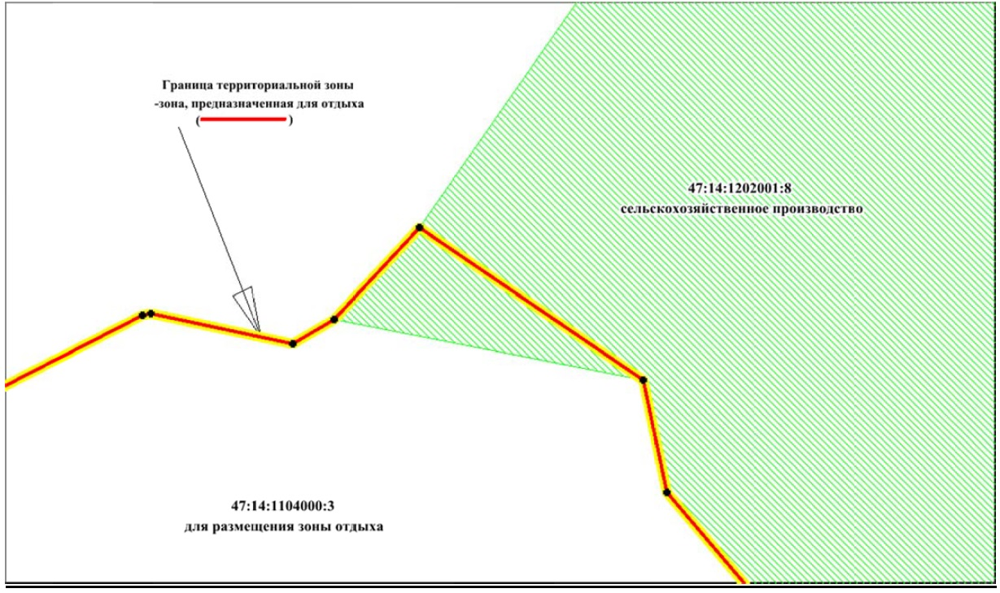 Граница территориальной зоны
-зона, предназначенная для отдыха
( )
47:14:1202001:8
сельскохозяйственное производство
47:14:1104000:3
для размещения зоны отдыха